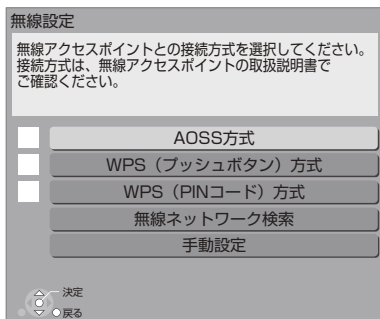 無線設定
無線アクセスポイントとの接続方式を選択してください。
接続方式は、無線アクセスポイントの取扱説明書で
ご確認ください。
AOSS方式
WPS（プッシュボタン）方式
WPS（PINコード）方式
無線ネットワーク検索
手動設定
決定
戻る